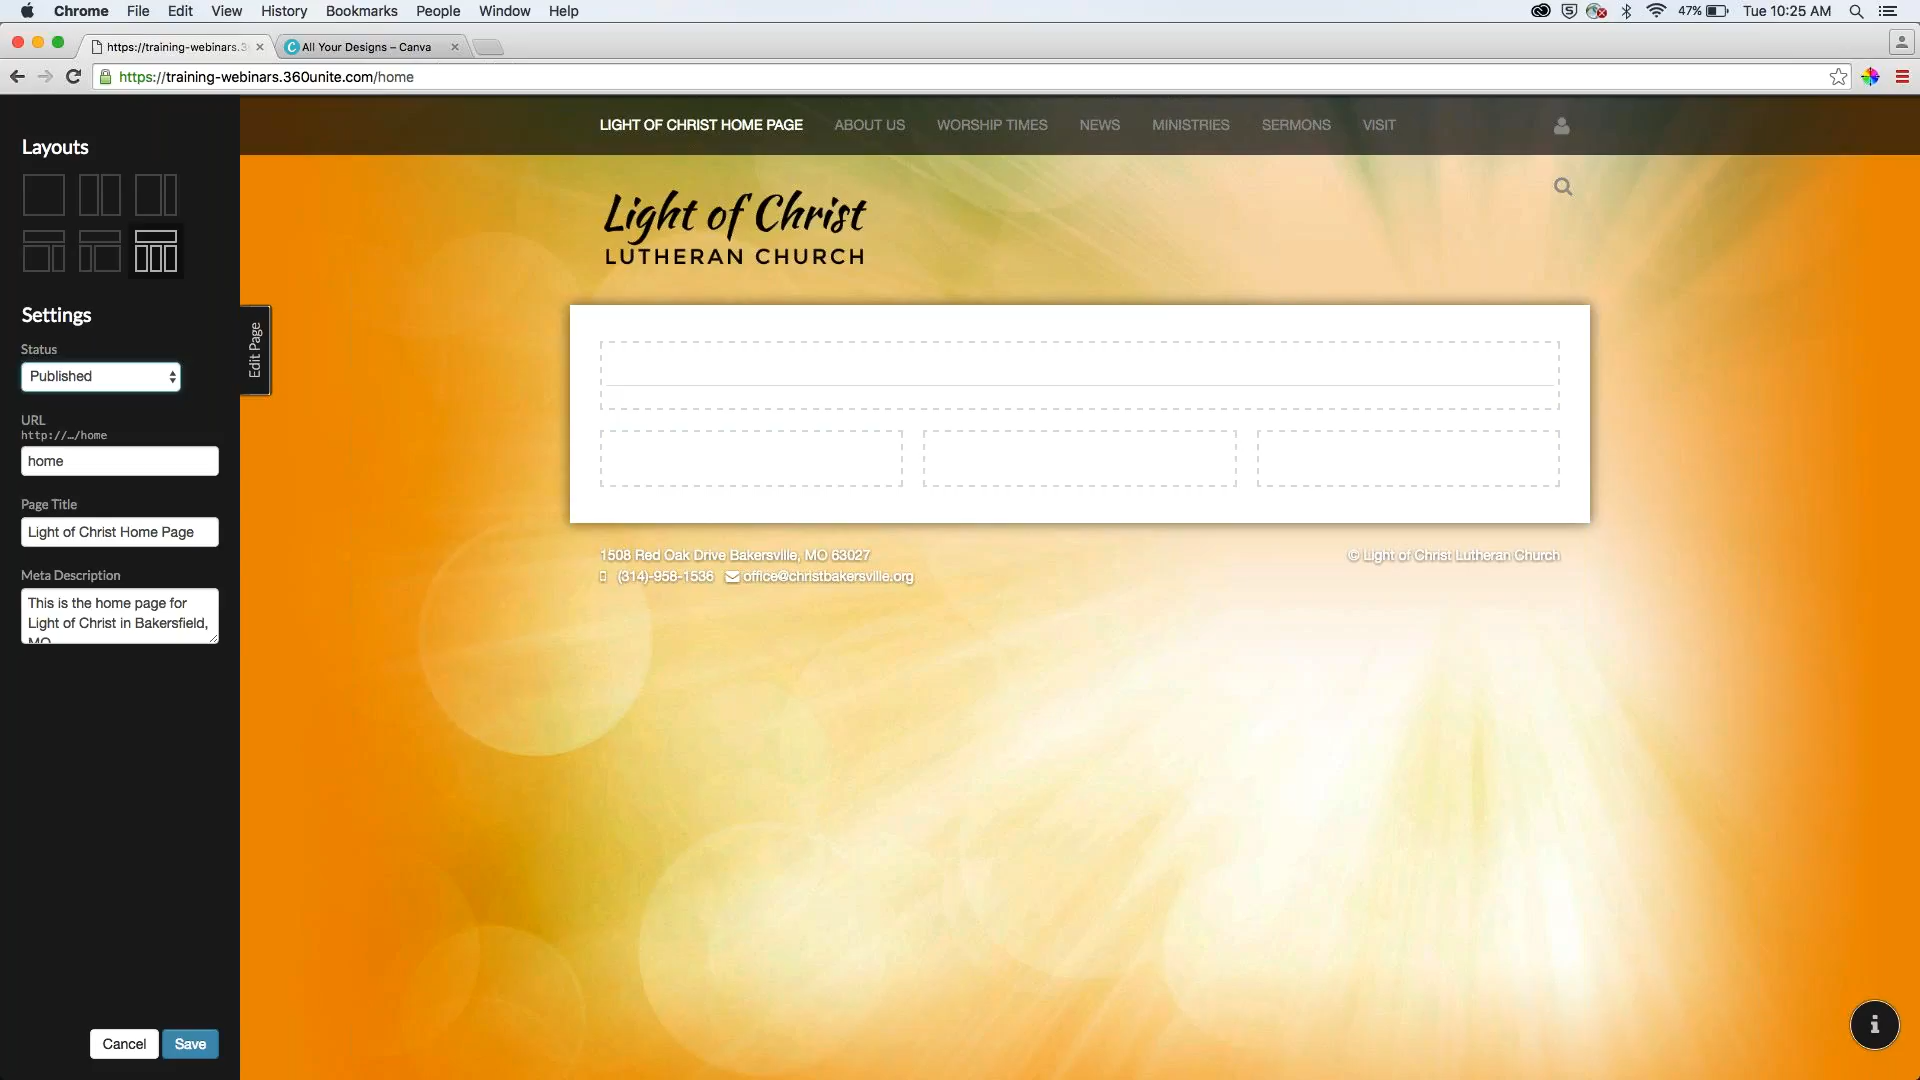 Chrome File Edit View History Bookmarks People Window Help
47% Tue 10:25 AM
https://training-webinars.3
All Your Designs – Canva
https://training-webinars.360unite.com/home
LIGHT OF CHRIST HOME PAGE ABOUT US WORSHIP TIMES NEWS MINISTRIES SERMONS VISIT
Layouts
Light of Christ
LUTHERAN CHURCH
Settings
Status
Published
Edit Page
URL
http://…/home
home
Page Title
Light of Christ Home Page
Meta Description
This is the home page for
Light of Christ in Bakersfield,
MO
1508 Red Oak Drive Bakersville, MO 63027
(314)-958-1536 office@christbakersville.org
© Light of Christ Lutheran Church
Cancel Save